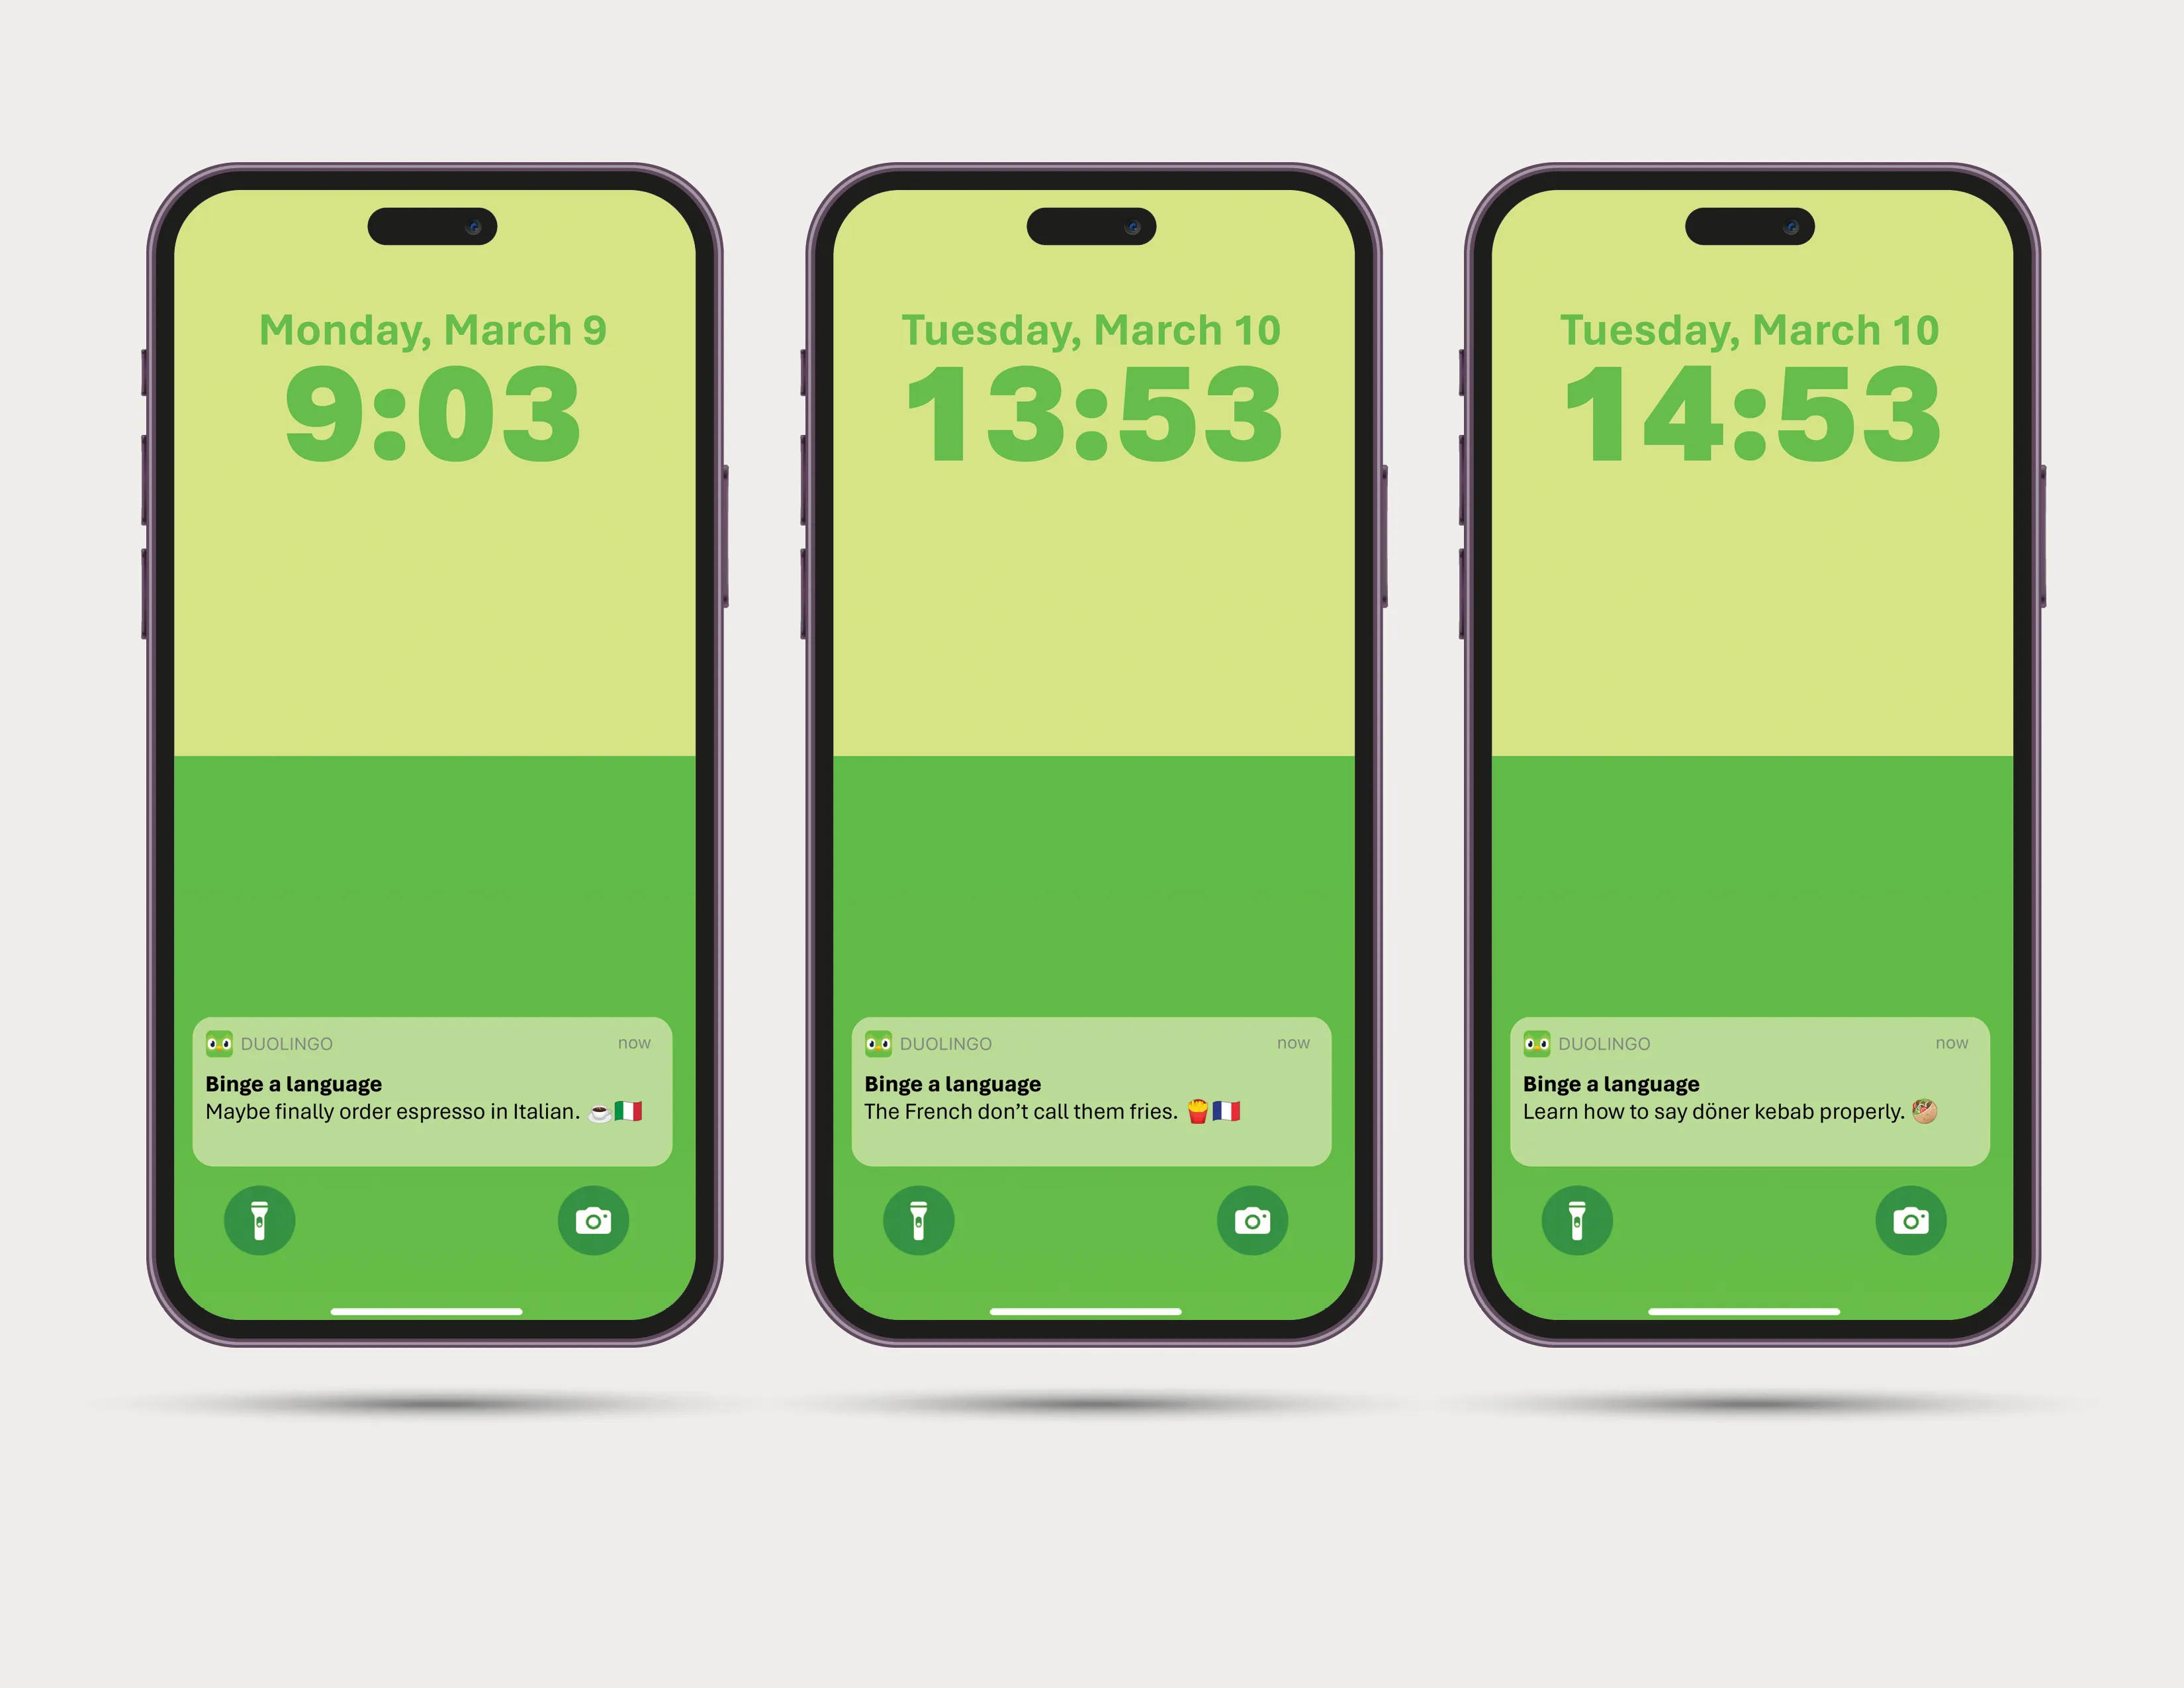 Monday, March 9
9:03
DUOLINGO now
Binge a language
Maybe finally order espresso in Italian. ☕🇮🇹
Tuesday, March 10
13:53
DUOLINGO now
Binge a language
The French don’t call them fries. 🍟🇫🇷
Tuesday, March 10
14:53
DUOLINGO now
Binge a language
Learn how to say döner kebab properly. 🥙